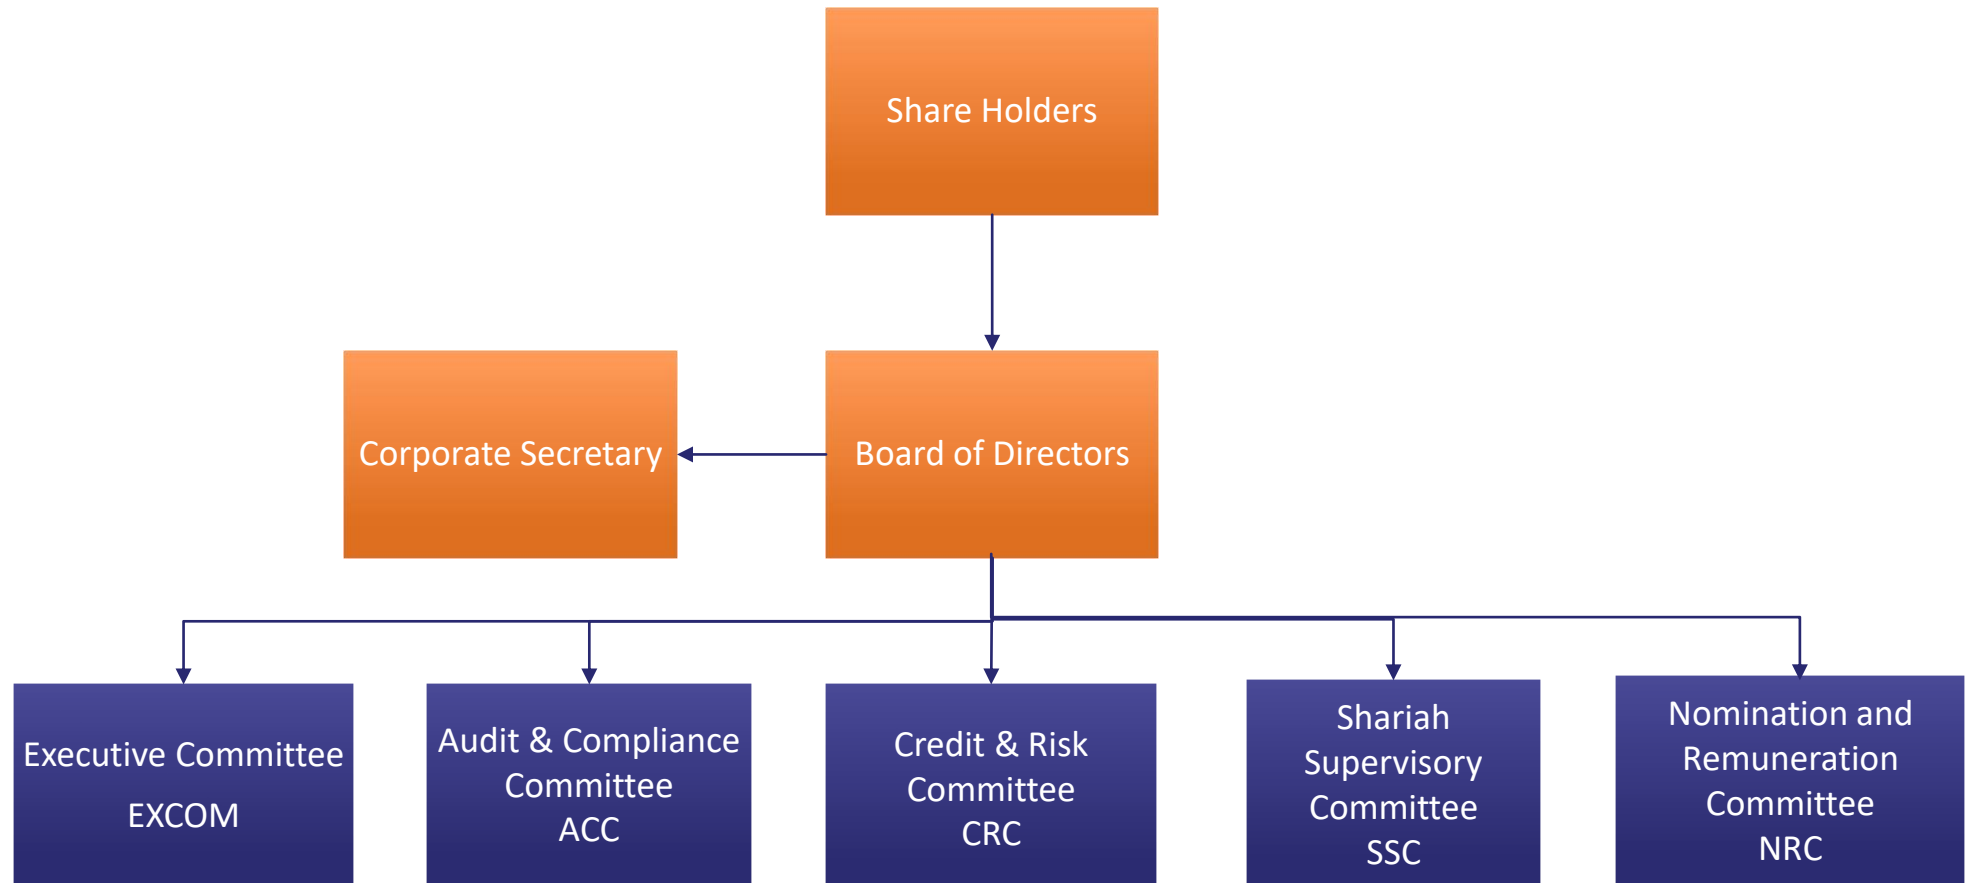 Share Holders
Corporate Secretary
Board of Directors
Executive Committee
EXCOM
Audit & Compliance
Committee
ACC
Credit & Risk
Committee
CRC
Shariah
Supervisory
Committee
SSC
Nomination and
Remuneration
Committee
NRC